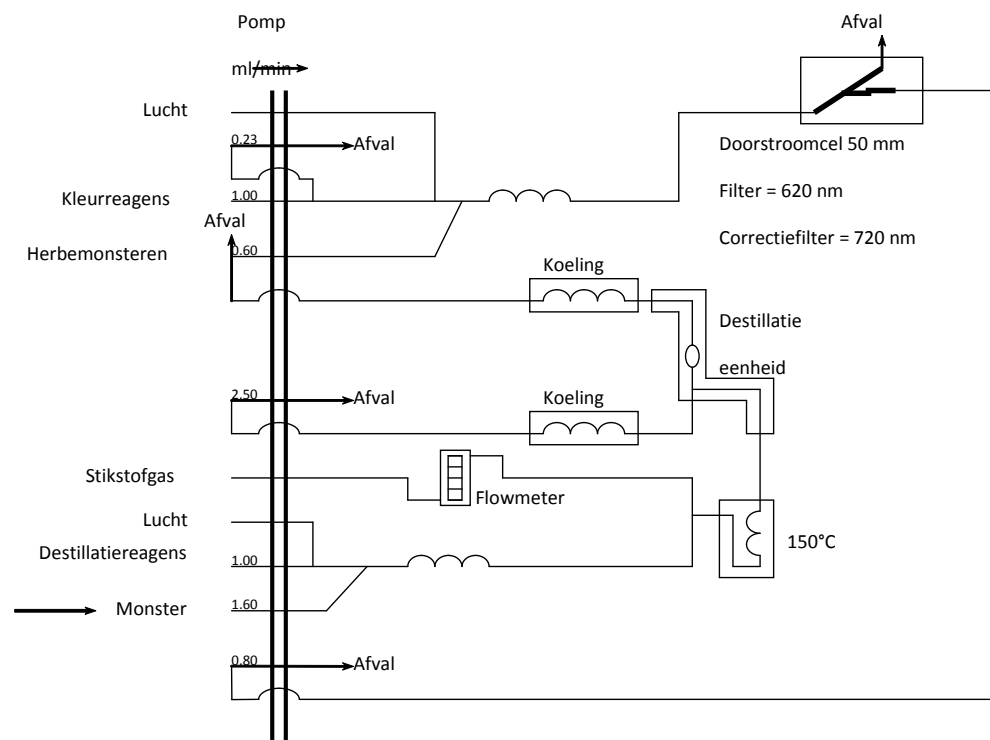 Pomp
Afval
ml/min
Lucht
0.23
Afval
Doorstroomcel 50 mm
Kleurreagens
1.00
Filter = 620 nm
Afval
Herbemonsteren
0.60
Correctiefilter = 720 nm
Koeling
Destillatie
eenheid
2.50
Afval
Koeling
Stikstofgas
Flowmeter
Lucht
150°C
Destillatiereagens
1.00
Monster
1.60
0.80
Afval